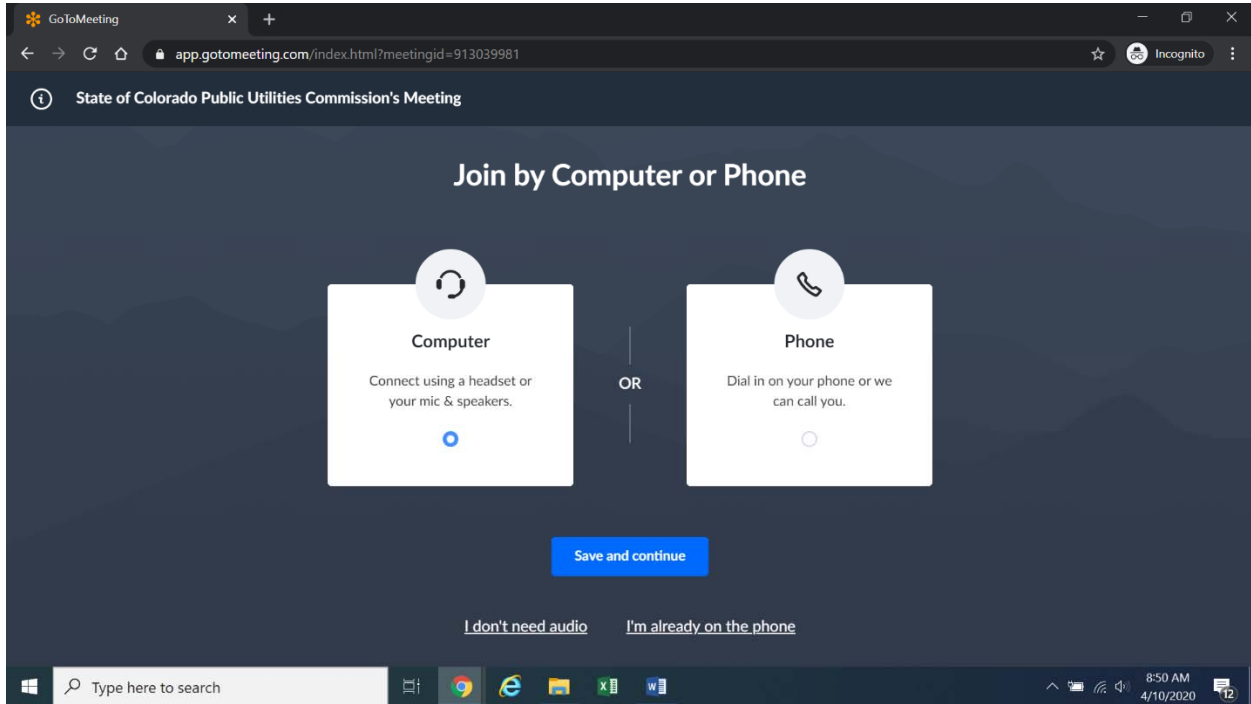 GoToMeeting
app.gotomeeting.com/index.html?meetingid=913039981
Incognito
State of Colorado Public Utilities Commission's Meeting
Join by Computer or Phone
Computer
Connect using a headset or
your mic & speakers.
OR
Phone
Dial in on your phone or we
can call you.
Save and continue
I don't need audio
I'm already on the phone
Type here to search
8:50 AM
4/10/2020
12